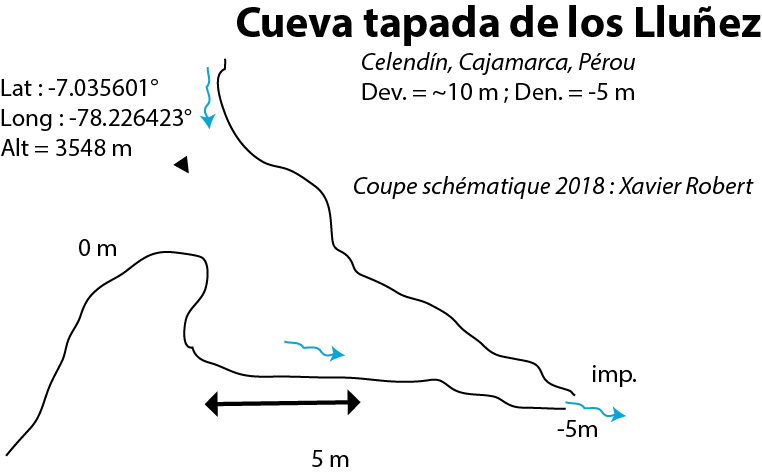 Cueva tapada de los Lluñez
Celendín, Cajamarca, Pérou
Dev. = ~10 m ; Den. = -5 m
Lat : -7.035601°
Long : -78.226423°
Alt = 3548 m
Coupe schématique 2018 : Xavier Robert
0 m
imp.
-5m
5 m